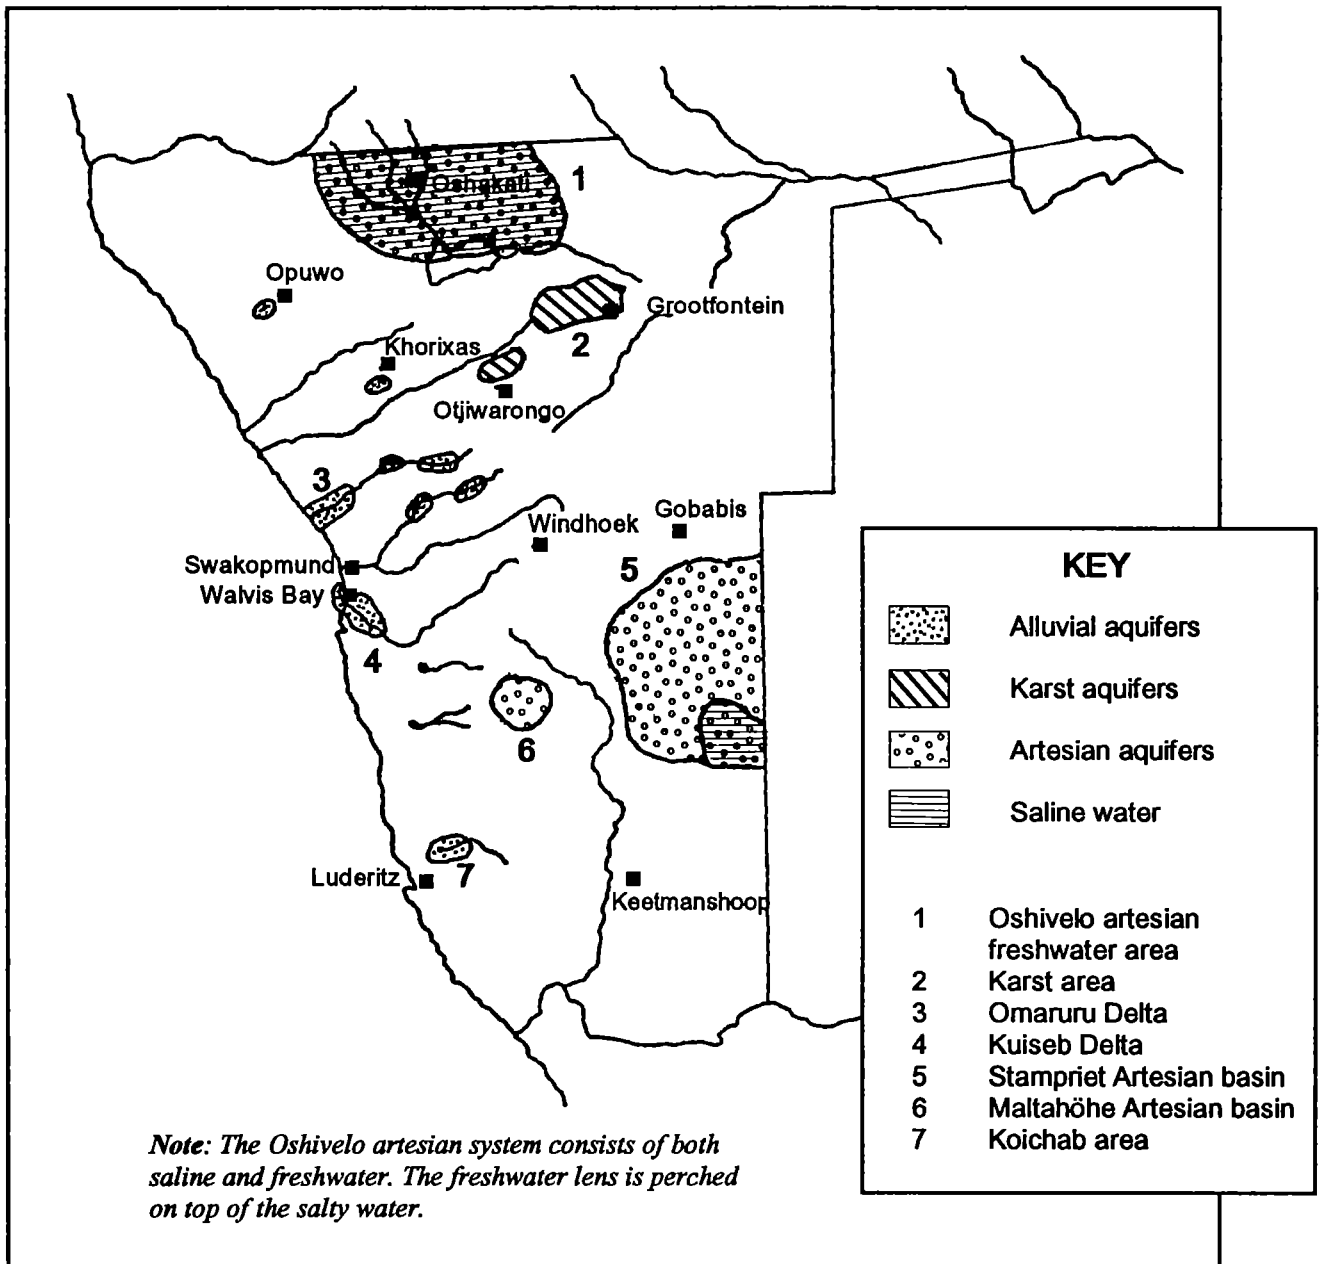 Oshakati
1
Opuwo
Grootfontein
2
Khorixas
Otjiwarongo
3
Windhoek
Gobabis
Swakopmund
5
Walvis Bay
4
6
7
Luderitz
Keetmanshoop
KEY
Alluvial aquifers
Karst aquifers
Artesian aquifers
Saline water
1 Oshivelo artesian
freshwater area
2 Karst area
3 Omaruru Delta
4 Kuiseb Delta
5 Stampriet Artesian basin
6 Maltahöhe Artesian basin
7 Koichab area
Note: The Oshivelo artesian system consists of both
saline and freshwater. The freshwater lens is perched
on top of the salty water.